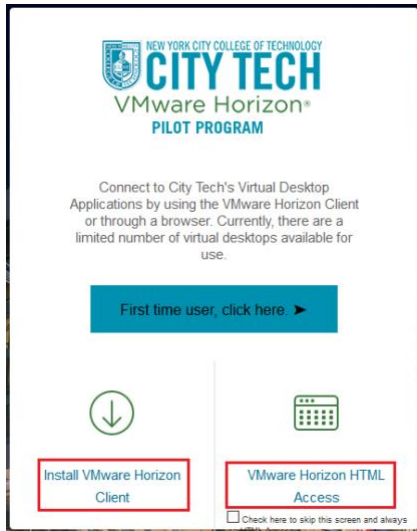 NEW YORK CITY COLLEGE OF TECHNOLOGY
CITY TECH
VMware Horizon®
PILOT PROGRAM
Connect to City Tech's Virtual Desktop
Applications by using the VMware Horizon Client
or through a browser. Currently, there are a
limited number of virtual desktops available for
use.
First time user, click here. ➤
Install VMware Horizon
Client
VMware Horizon HTML
Access
Check here to skip this screen and always